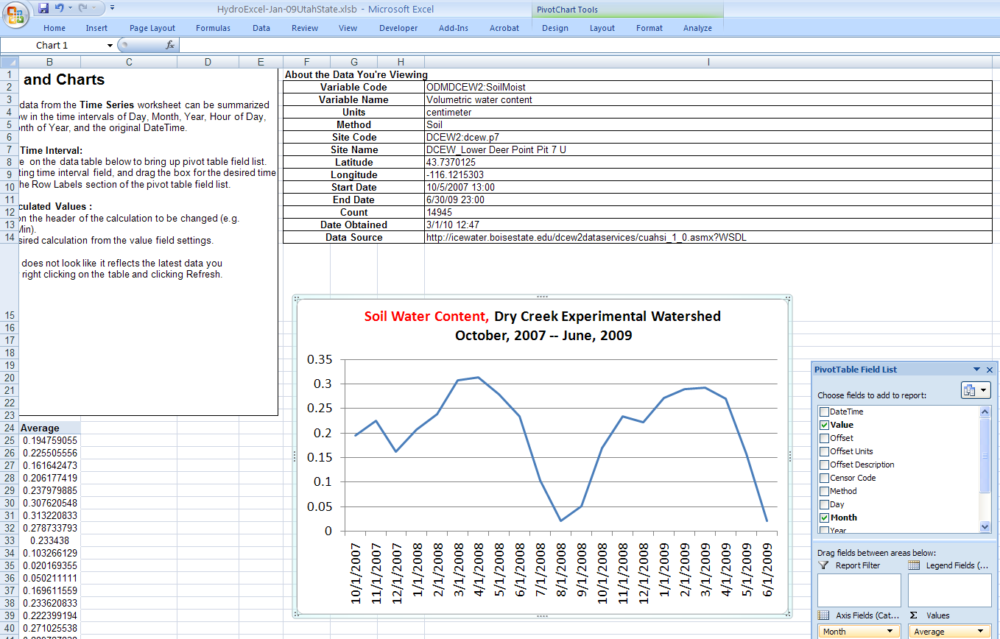 HydroExcel-Jan-09UtahState.xlsb - Microsoft Excel
PivotChart Tools
Home Insert Page Layout Formulas Data Review View Developer Add-Ins Acrobat Design Layout Format Analyze
Chart 1
fx
B C D E F G H I
1
2
3
4
5
6
7
8
9
10
11
12
13
14
15
16
17
18
19
20
21
22
23
and Charts
data from the Time Series worksheet can be summarized
w in the time intervals of Day, Month, Year, Hour of Day,
nth of Year, and the original DateTime.
Time Interval:
e on the data table below to bring up pivot table field list.
ting time interval field, and drag the box for the desired time
he Row Labels section of the pivot table field list.
culated Values :
on the header of the calculation to be changed (e.g.
Min).
sired calculation from the value field settings.
does not look like it reflects the latest data you
right clicking on the table and clicking Refresh.
About the Data You're Viewing
Variable Code ODMDCEW2:SoilMoist
Variable Name Volumetric water content
Units centimeter
Method Soil
Site Code DCEW2:dcew.p7
Site Name DCEW_Lower Deer Point Pit 7 U
Latitude 43.7370125
Longitude -116.1215303
Start Date 10/5/2007 13:00
End Date 6/30/09 23:00
Count 14945
Date Obtained 3/1/10 12:47
Data Source http://icewater.boisestate.edu/dcew2dataservices/cuahsi_1_0.asmx?WSDL
24 Average
25 0.194759055
26 0.225505556
27 0.161642473
28 0.206177419
29 0.237979885
30 0.307620548
31 0.313220833
32 0.278733793
33 0.233438
34 0.103266129
35 0.020169355
36 0.050211111
37 0.169611559
38 0.233620833
39 0.222399194
40 0.271025538
Soil Water Content, Dry Creek Experimental Watershed
October, 2007 -- June, 2009
0.35
0.3
0.25
0.2
0.15
0.1
0.05
0
10/1/2007
11/1/2007
12/1/2007
1/1/2008
2/1/2008
3/1/2008
4/1/2008
5/1/2008
6/1/2008
7/1/2008
8/1/2008
9/1/2008
10/1/2008
11/1/2008
12/1/2008
1/1/2009
2/1/2009
3/1/2009
4/1/2009
5/1/2009
6/1/2009
PivotTable Field List
Choose fields to add to report:
DateTime
Value
Offset
Offset Units
Offset Description
Censor Code
Method
Day
Month
Year
Drag fields between areas below:
Report Filter Legend Fields (...
Axis Fields (Cat... Σ Values
Month Average